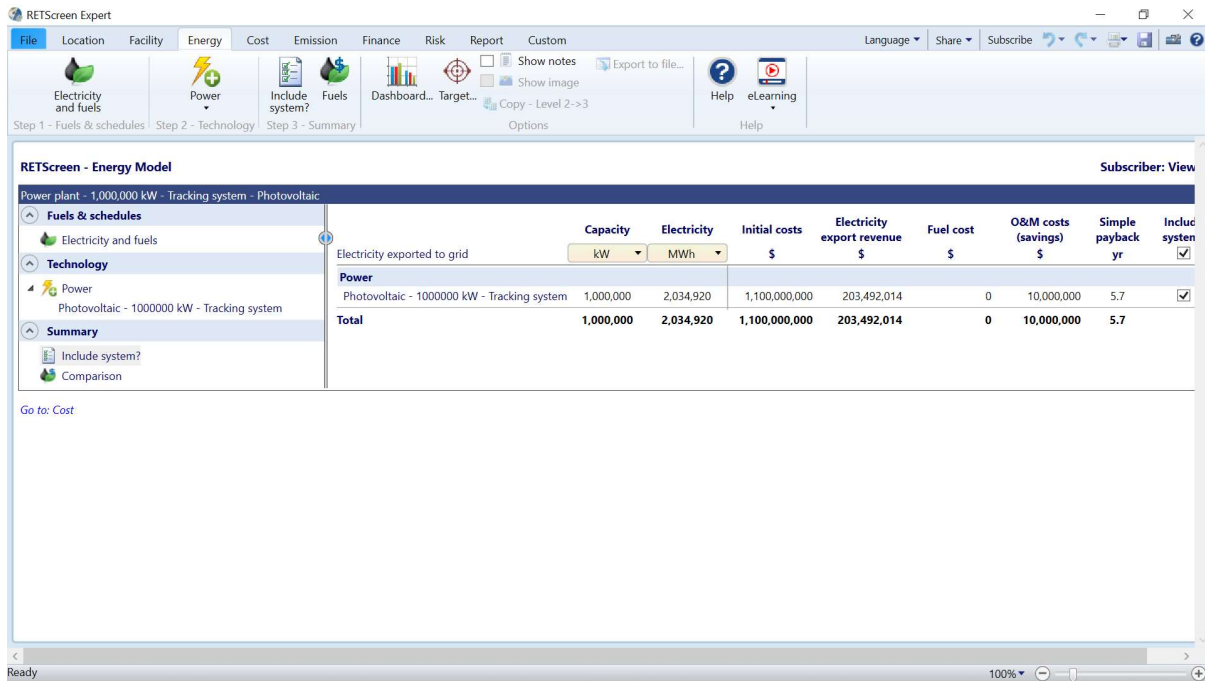 RETScreen Expert
File Location Facility Energy Cost Emission Finance Risk Report Custom Language Share Subscribe
Electricity and fuels
Power
Include system?
Fuels
Dashboard...
Target...
Show notes
Show image
Copy - Level 2->3
Export to file...
Help
eLearning
Step 1 - Fuels & schedules Step 2 - Technology Step 3 - Summary Options Help
RETScreen - Energy Model Subscriber: View
Power plant - 1,000,000 kW - Tracking system - Photovoltaic
Fuels & schedules
Electricity and fuels
Technology
Power
Photovoltaic - 1000000 kW - Tracking system
Summary
Include system?
Comparison
Capacity Electricity Initial costs Electricity export revenue Fuel cost O&M costs (savings) Simple payback Includ system
Electricity exported to grid kW MWh $ $ $ $ yr
Power
Photovoltaic - 1000000 kW - Tracking system 1,000,000 2,034,920 1,100,000,000 203,492,014 0 10,000,000 5.7
Total 1,000,000 2,034,920 1,100,000,000 203,492,014 0 10,000,000 5.7
Go to: Cost
Ready 100%